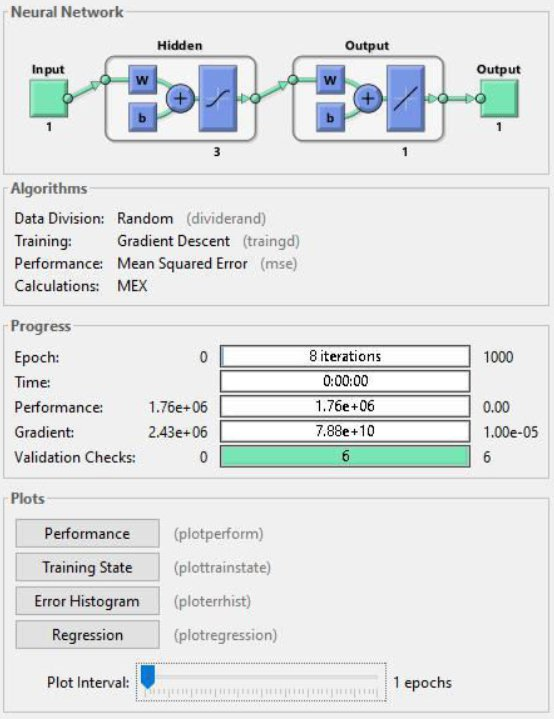 Neural Network
Hidden Output
Input Output
W W
b b
+ +
1 3 1 1
Algorithms
Data Division: Random (dividerand)
Training: Gradient Descent (traingd)
Performance: Mean Squared Error (mse)
Calculations: MEX
Progress
Epoch: 0 8 iterations 1000
Time: 0:00:00
Performance: 1.76e+06 1.76e+06 0.00
Gradient: 2.43e+06 7.88e+10 1.00e-05
Validation Checks: 0 6 6
Plots
Performance (plotperform)
Training State (plottrainstate)
Error Histogram (ploterrhist)
Regression (plotregression)
Plot Interval: 1 epochs